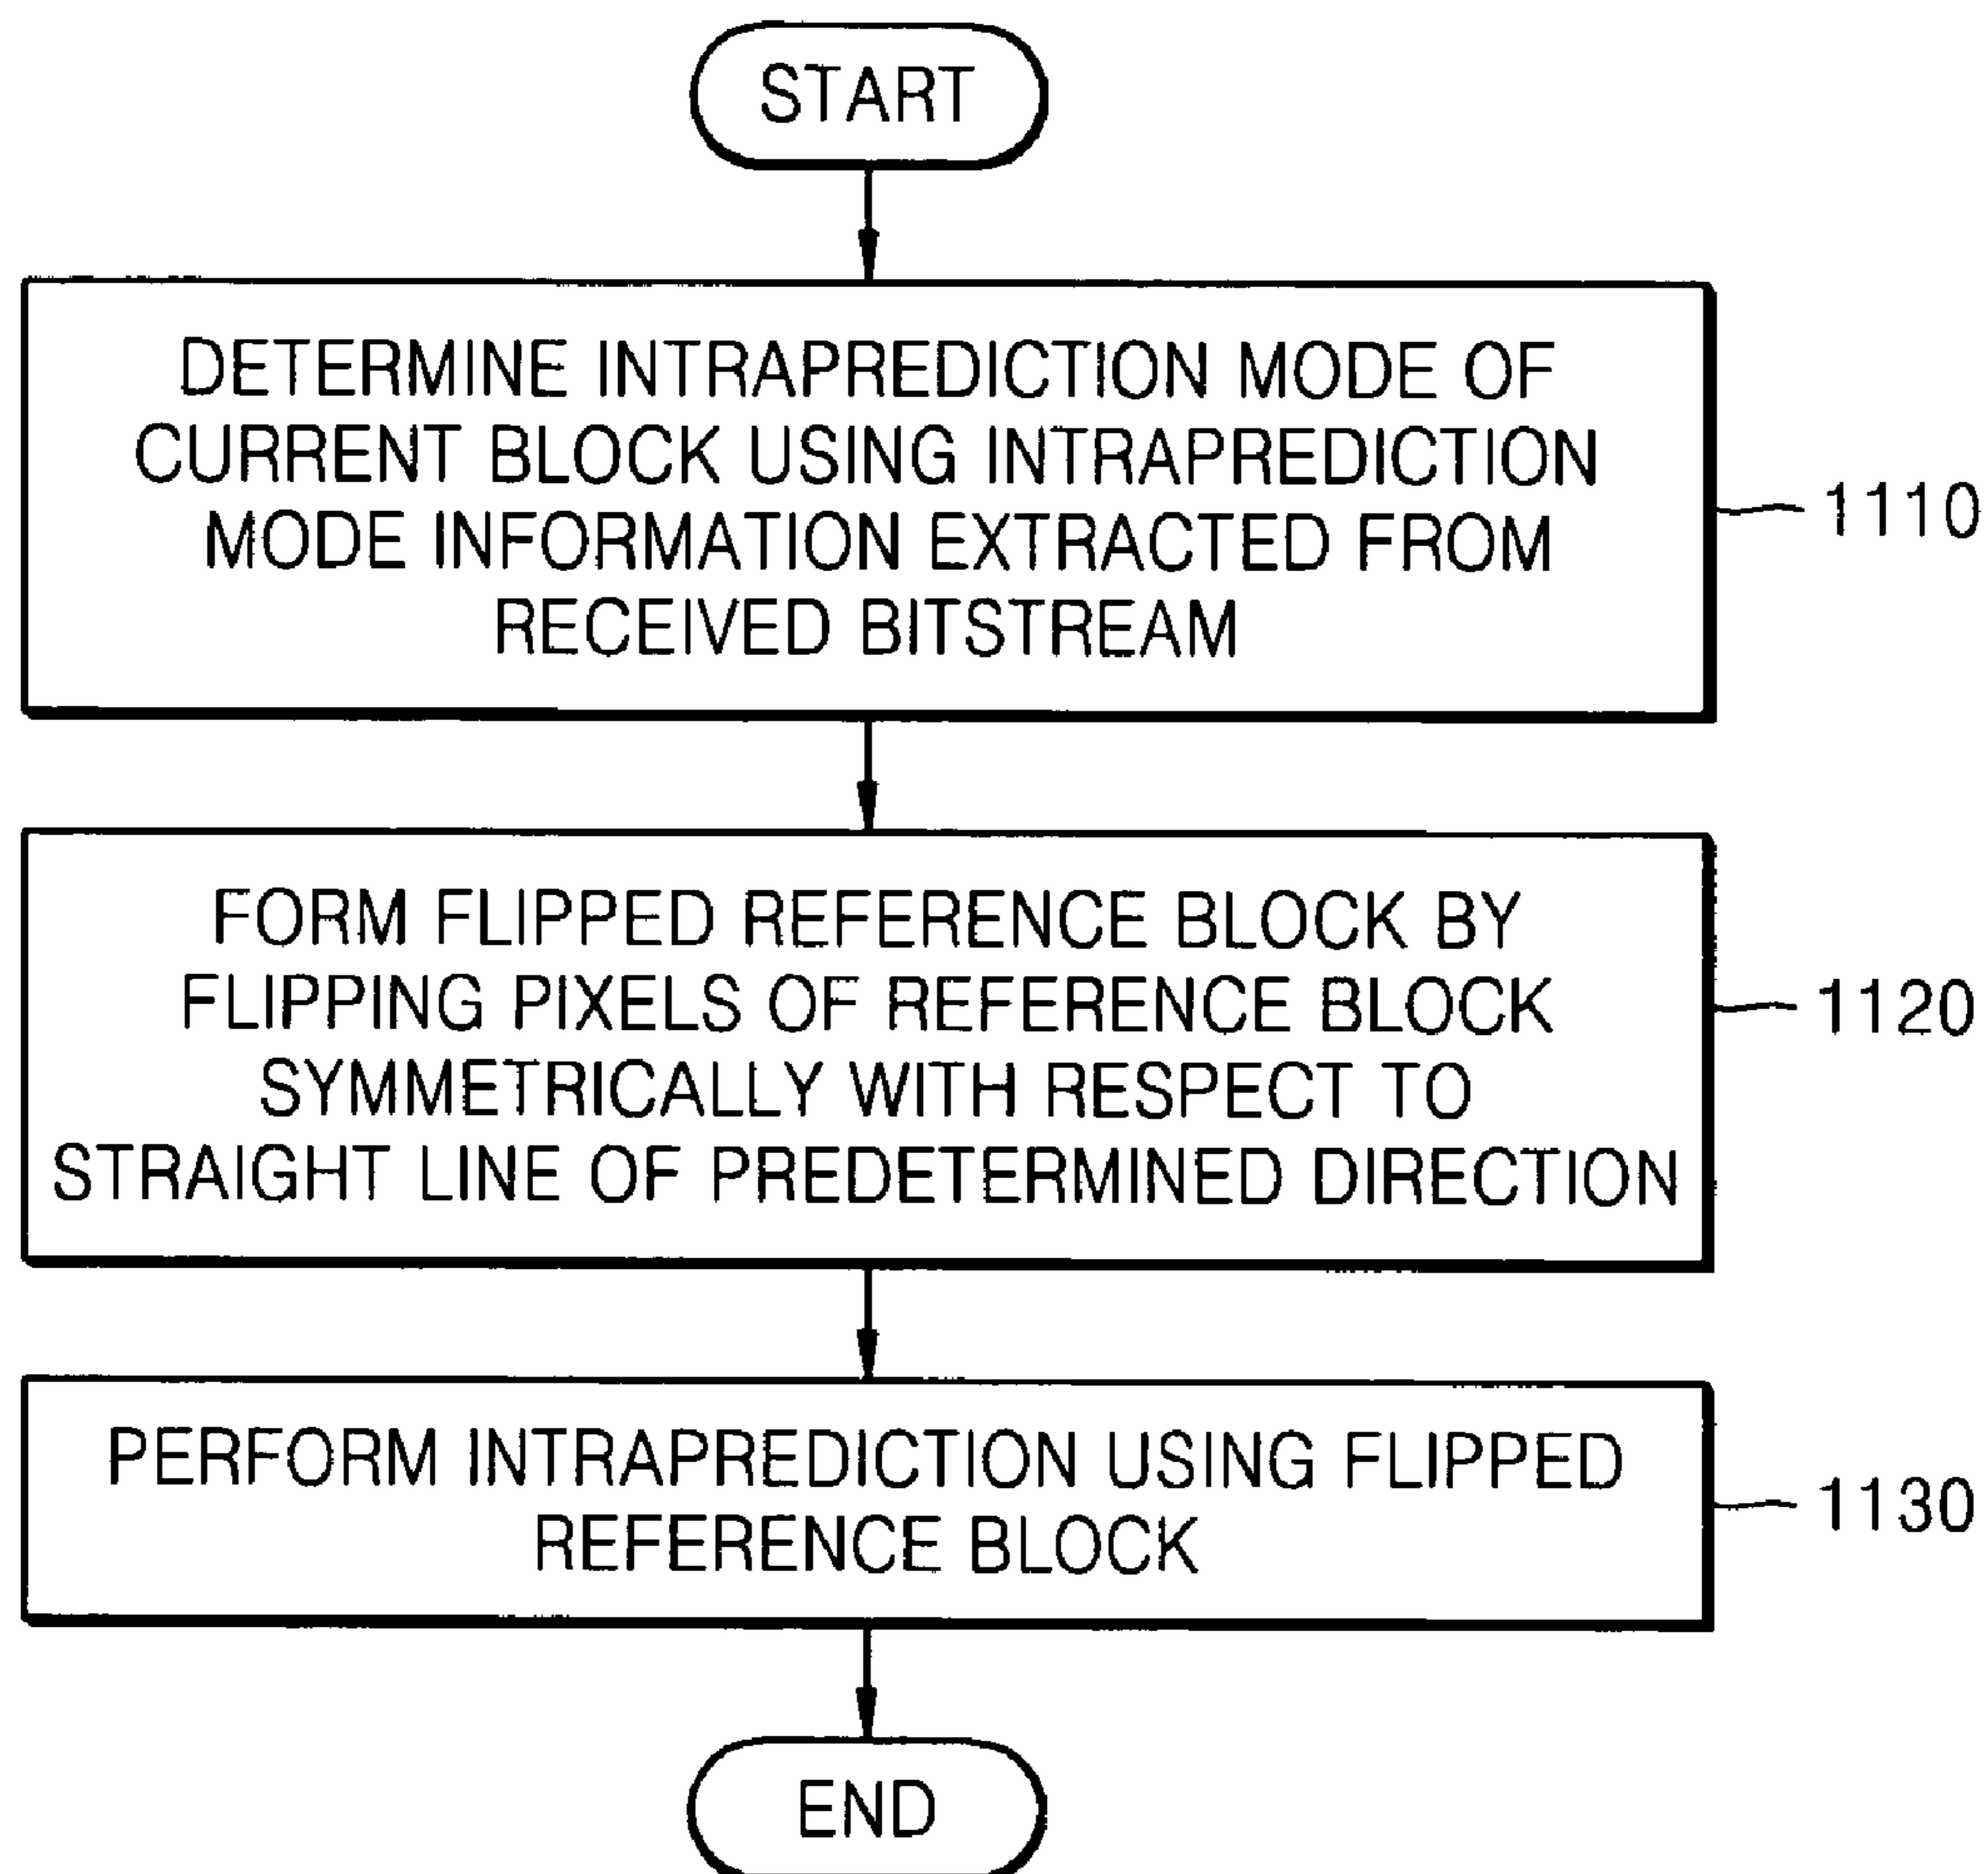 START
DETERMINE INTRAPREDICTION MODE OF
CURRENT BLOCK USING INTRAPREDICTION
MODE INFORMATION EXTRACTED FROM
RECEIVED BITSTREAM
1110
FORM FLIPPED REFERENCE BLOCK BY
FLIPPING PIXELS OF REFERENCE BLOCK
SYMMETRICALLY WITH RESPECT TO
STRAIGHT LINE OF PREDETERMINED DIRECTION
1120
PERFORM INTRAPREDICTION USING FLIPPED
REFERENCE BLOCK
1130
END